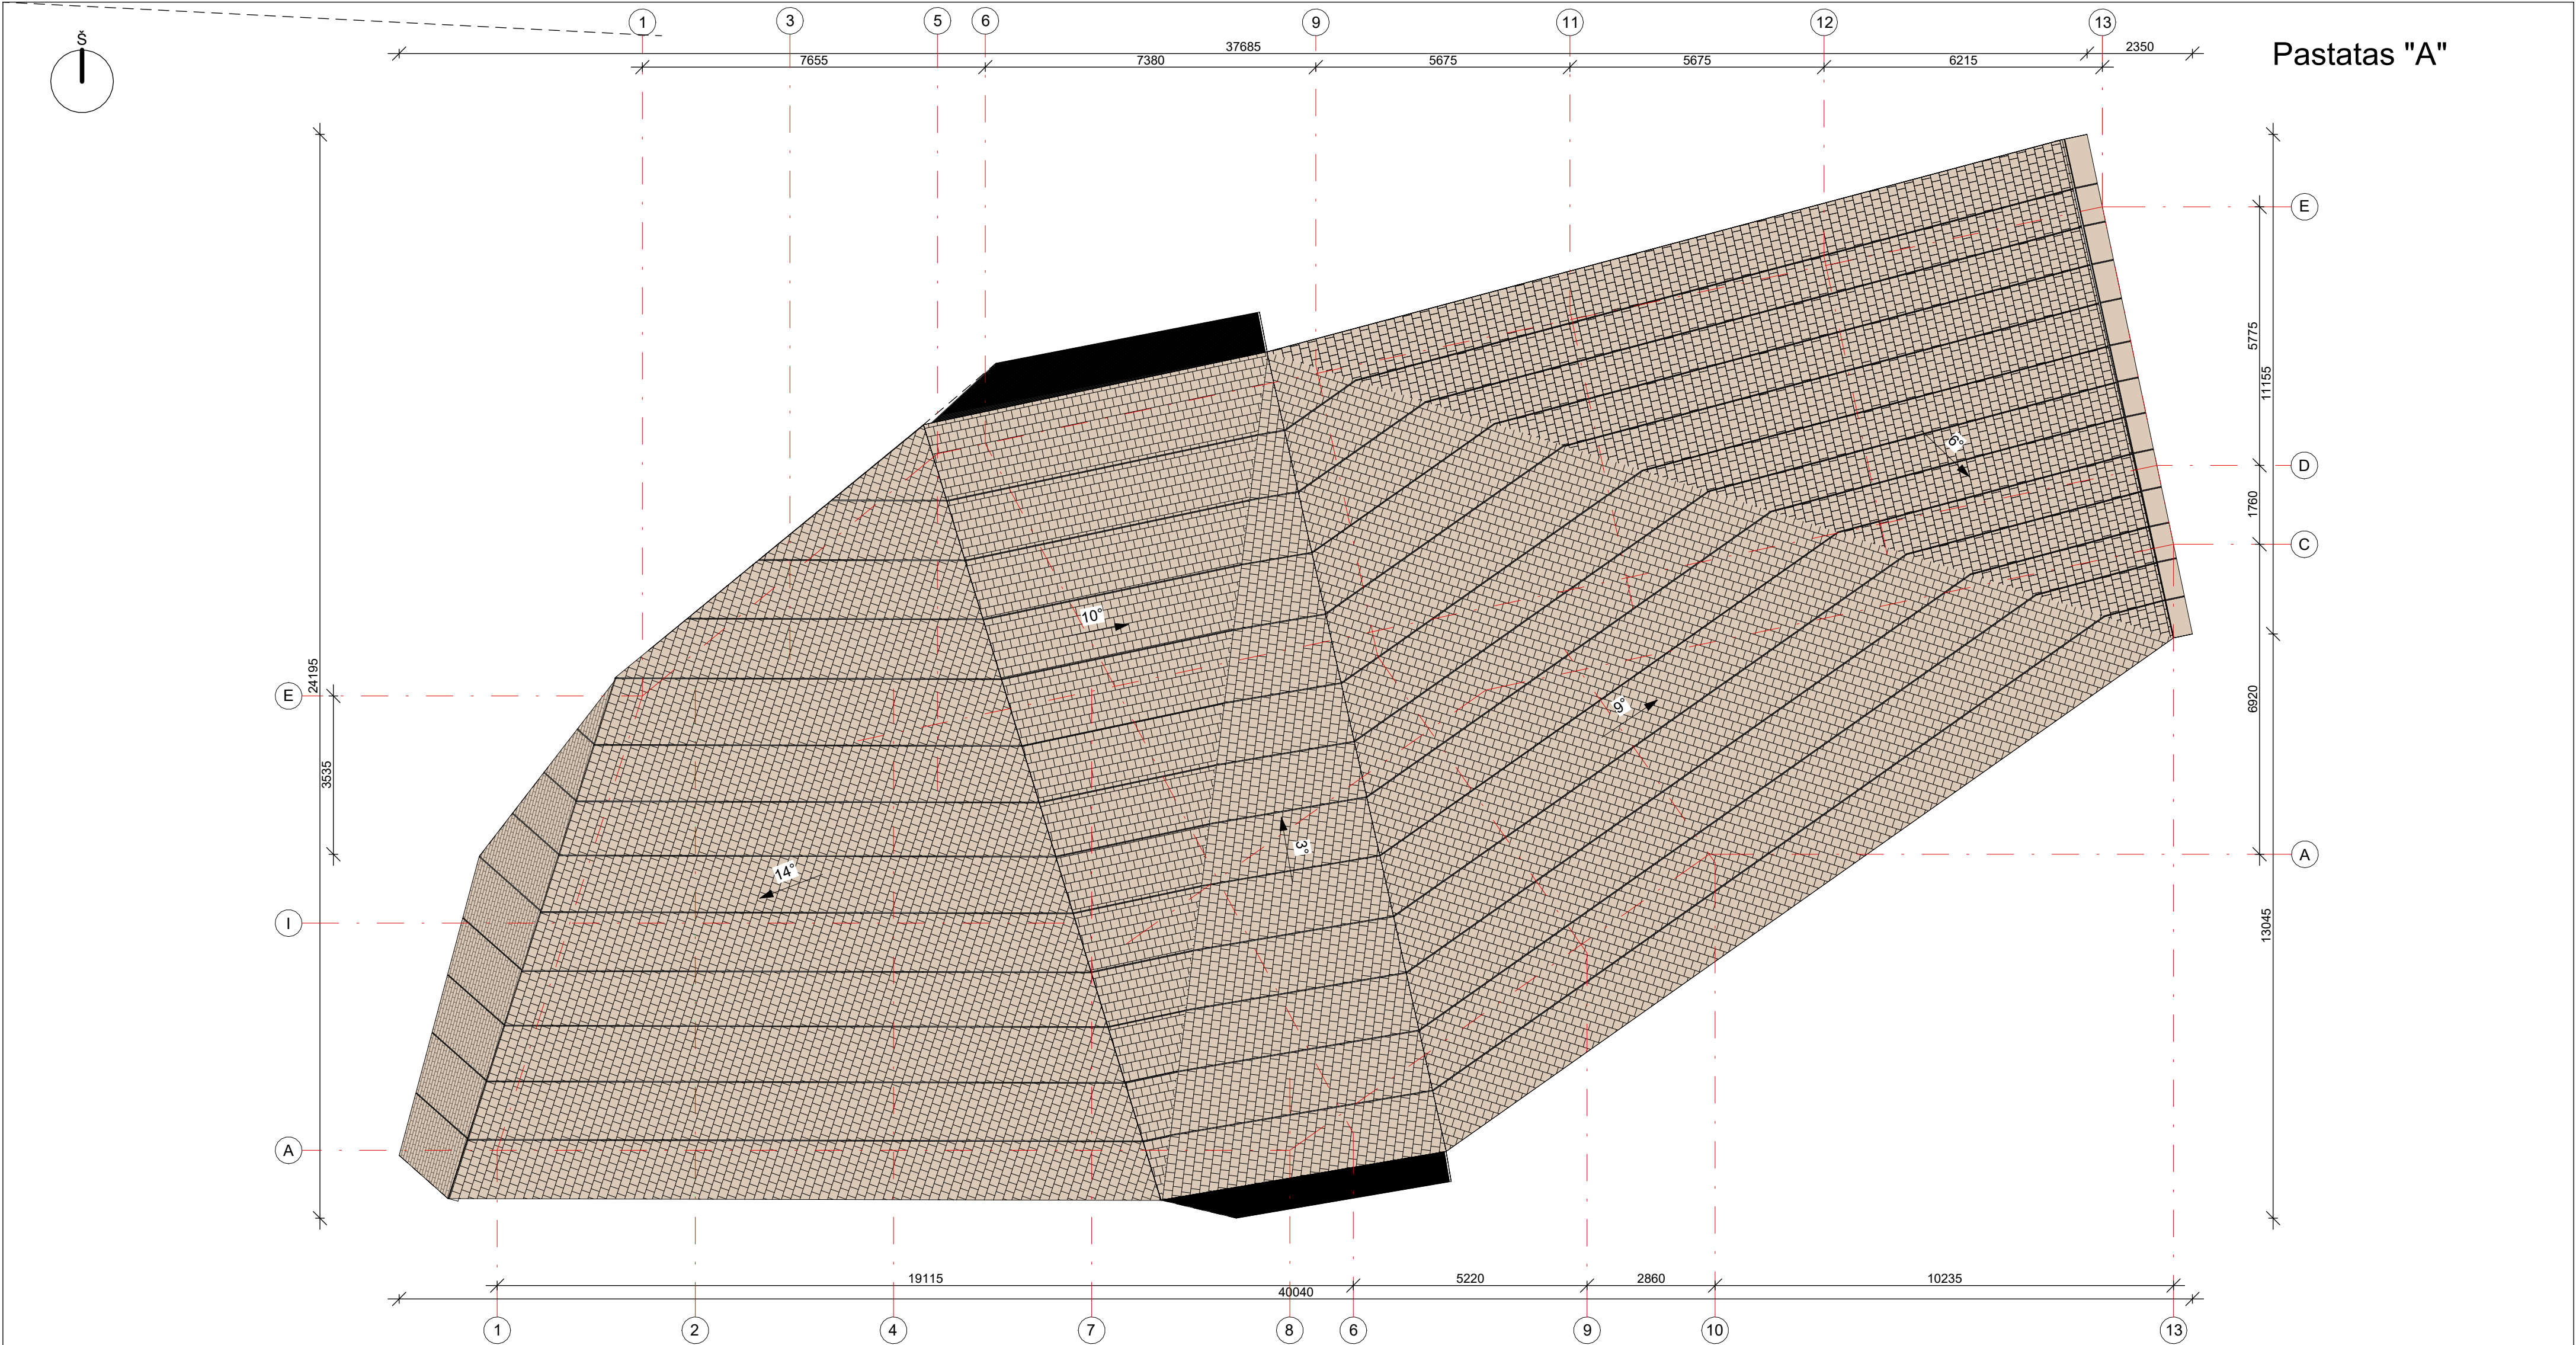 1 3 5 6 9 11 12 13
Š
37685 2350
Pastatas "A"
7655 7380 5675 5675 6215
E
6°
5775
11155
D
1760
C
10°
24195
E
9°
6920
3535
3°
A
14°
I
13045
A
19115 5220 2860 10235
40040
1 2 4 7 8 6 9 10 13